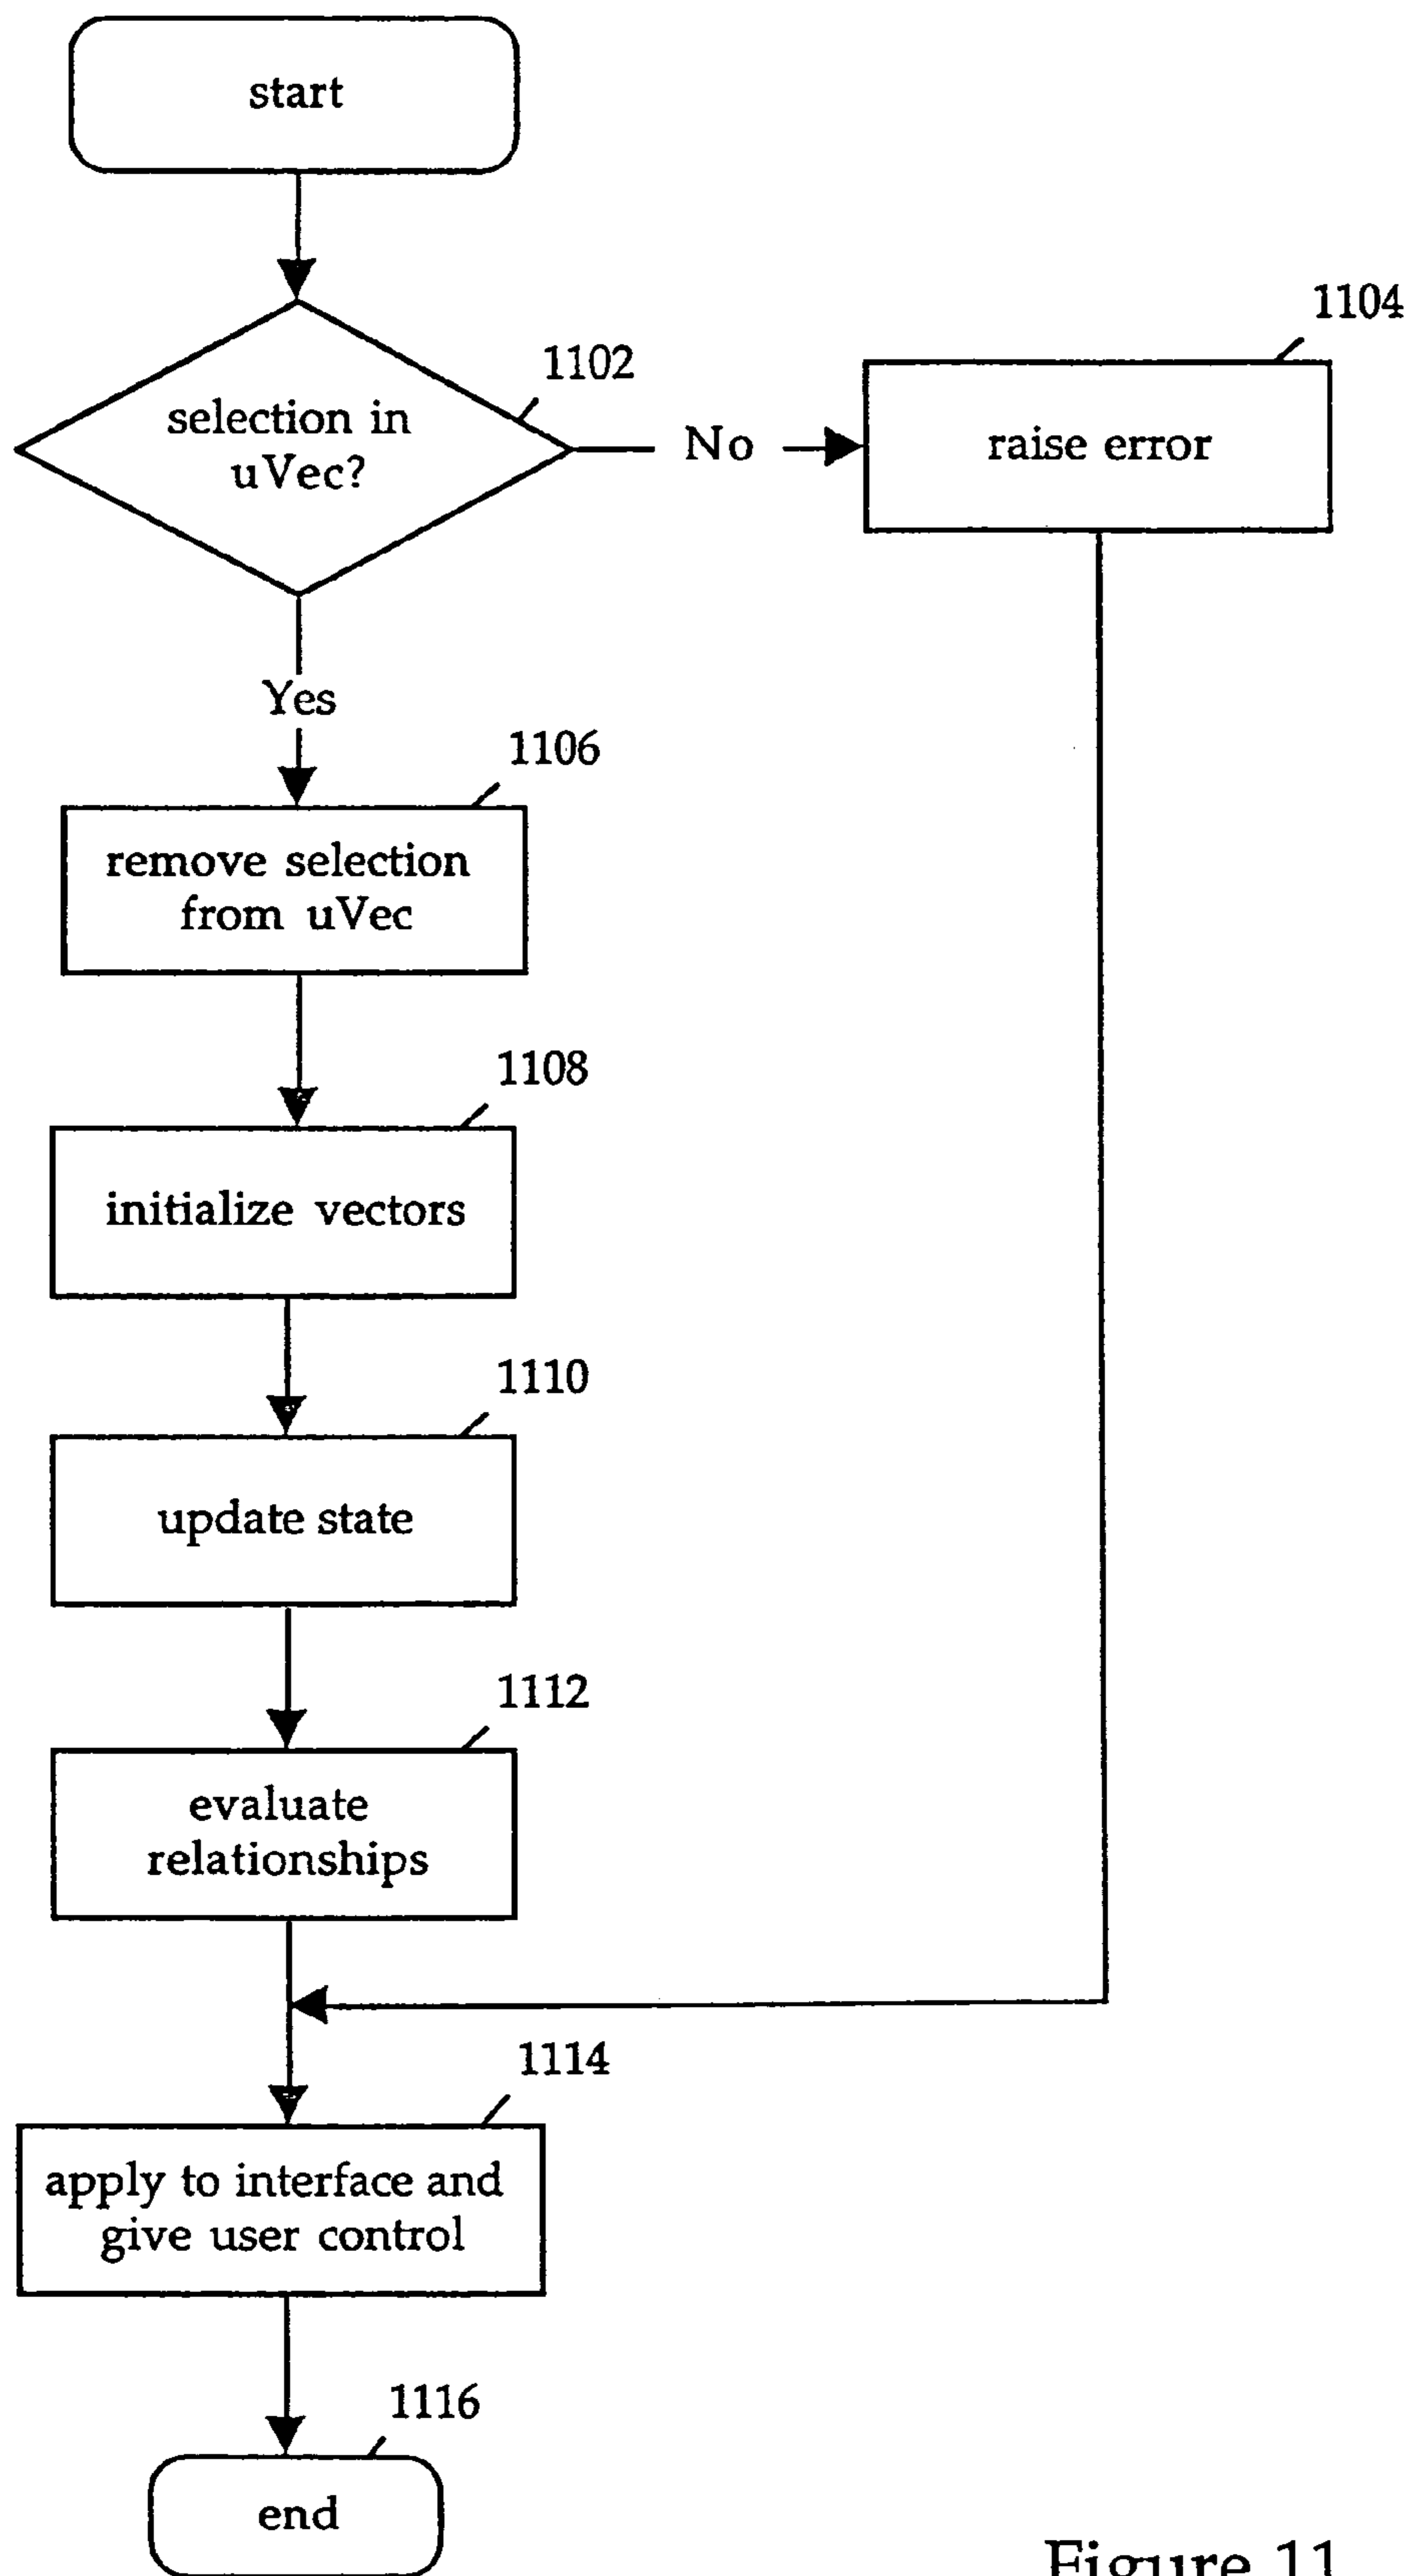 start
1102
selection in
uVec?
No
1104
raise error
Yes
1106
remove selection
from uVec
1108
initialize vectors
1110
update state
1112
evaluate
relationships
1114
apply to interface and
give user control
1116
end
Figure 11